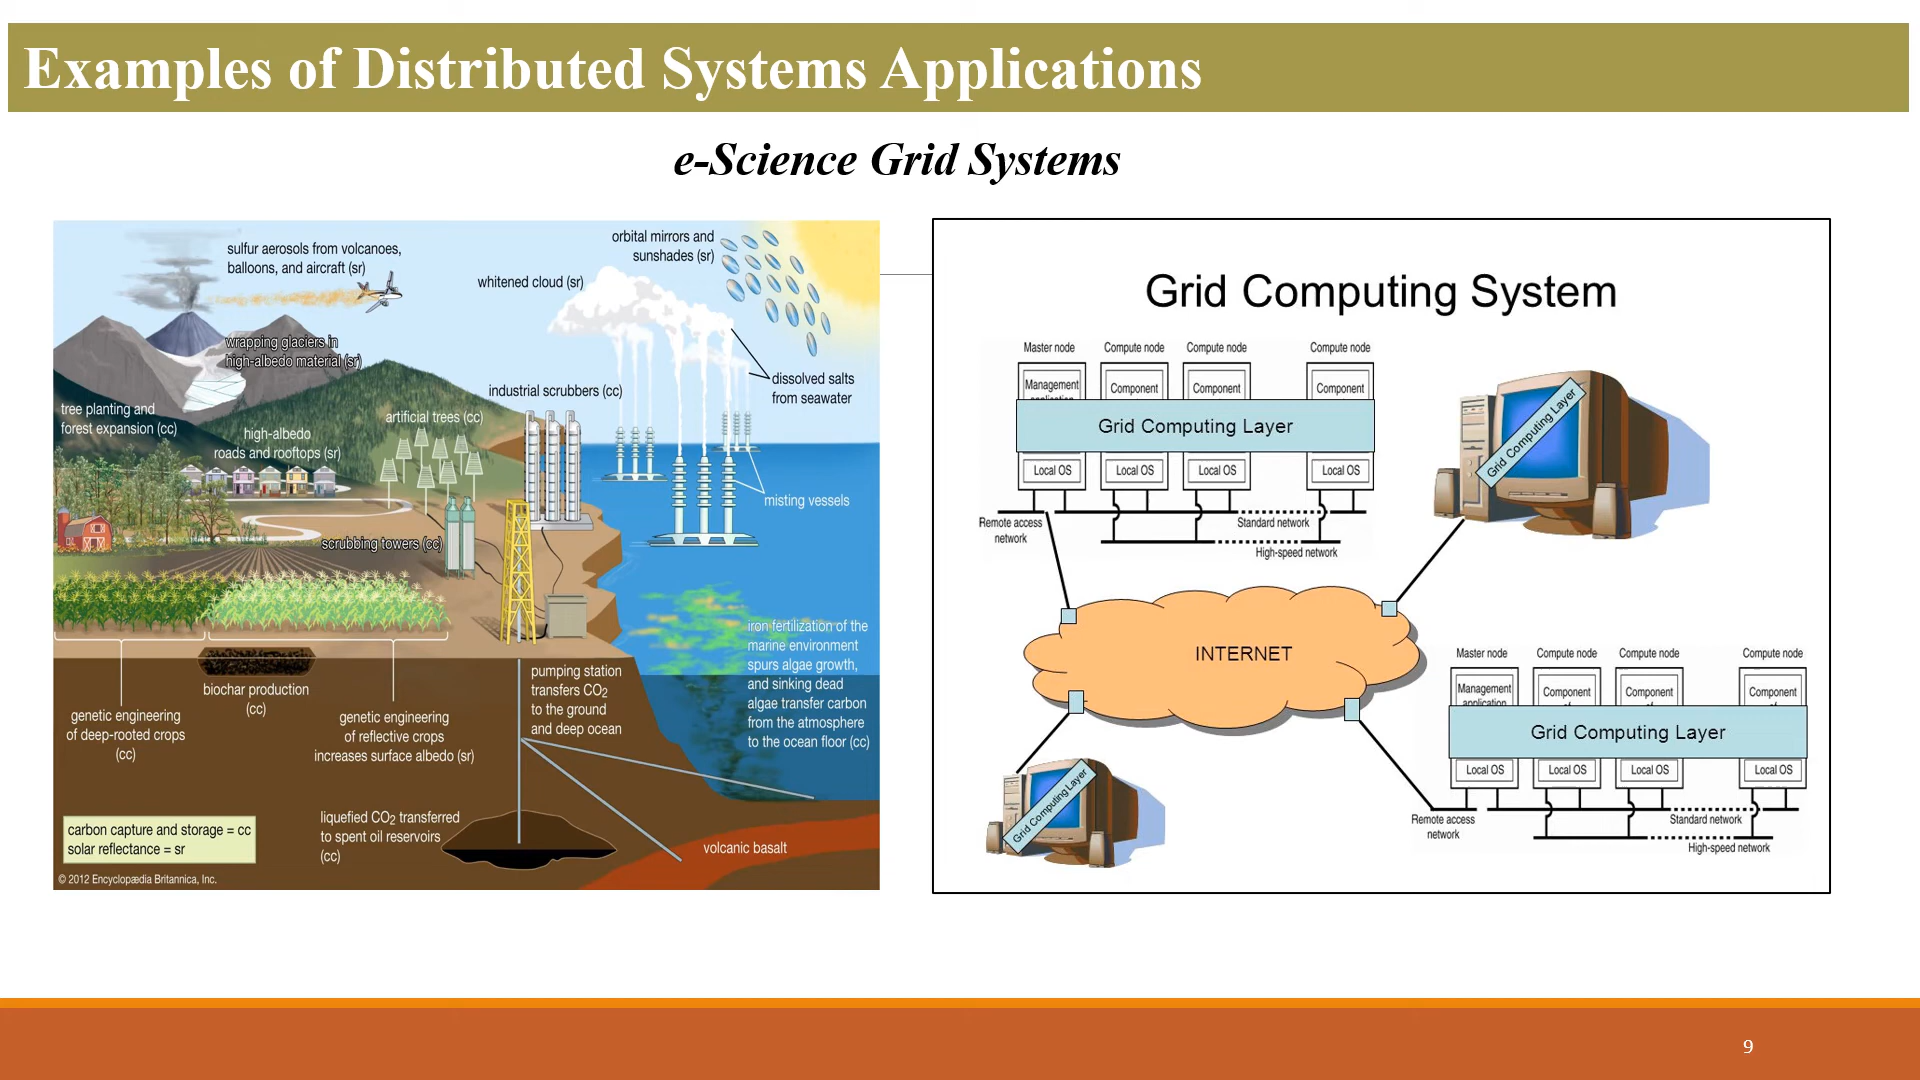 Examples of Distributed Systems Applications
e-Science Grid Systems
sulfur aerosols from volcanoes,
balloons, and aircraft (sr)
orbital mirrors and
sunshades (sr)
whitened cloud (sr)
wrapping glaciers in
high-albedo material (sr)
dissolved salts
from seawater
industrial scrubbers (cc)
tree planting and
forest expansion (cc)
artificial trees (cc)
high-albedo
roads and rooftops (sr)
misting vessels
scrubbing towers (cc)
iron fertilization of the
marine environment
spurs algae growth,
and sinking dead
algae transfer carbon
from the atmosphere
to the ocean floor (cc)
pumping station
transfers CO2
to the ground
and deep ocean
biochar production
(cc)
genetic engineering
of deep-rooted crops
(cc)
genetic engineering
of reflective crops
increases surface albedo (sr)
liquefied CO2 transferred
to spent oil reservoirs
(cc)
volcanic basalt
carbon capture and storage = cc
solar reflectance = sr
© 2012 Encyclopædia Britannica, Inc.
Grid Computing System
Master node
Compute node
Compute node
Compute node
Management
Component
Component
Component
Grid Computing Layer
Local OS
Local OS
Local OS
Local OS
Remote access
network
Standard network
High-speed network
Grid Computing Layer
INTERNET
Master node
Compute node
Compute node
Compute node
Management
application
Component
Component
Component
Grid Computing Layer
Local OS
Local OS
Local OS
Local OS
Remote access
network
Standard network
High-speed network
Grid Computing Layer
9